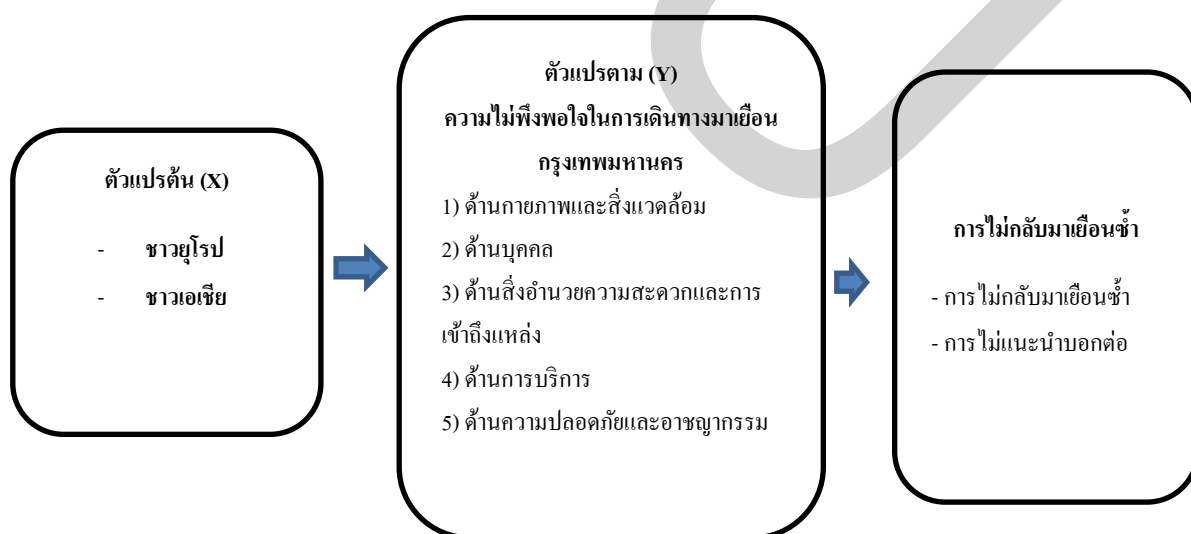 ตัวแปรต้น (X)
- ชาวยุโรป
- ชาวเอเชีย
ตัวแปรตาม (Y)
ความไม่พึงพอใจในการเดินทางมาเยือน
กรุงเทพมหานคร
1) ด้านกายภาพและสิ่งแวดล้อม
2) ด้านบุคคล
3) ด้านสิ่งอำนวยความสะดวกและการ
เข้าถึงแหล่ง
4) ด้านการบริการ
5) ด้านความปลอดภัยและอาชญากรรม
การไม่กลับมาเยือนซ้ำ
- การไม่กลับมาเยือนซ้ำ
- การไม่แนะนำบอกต่อ